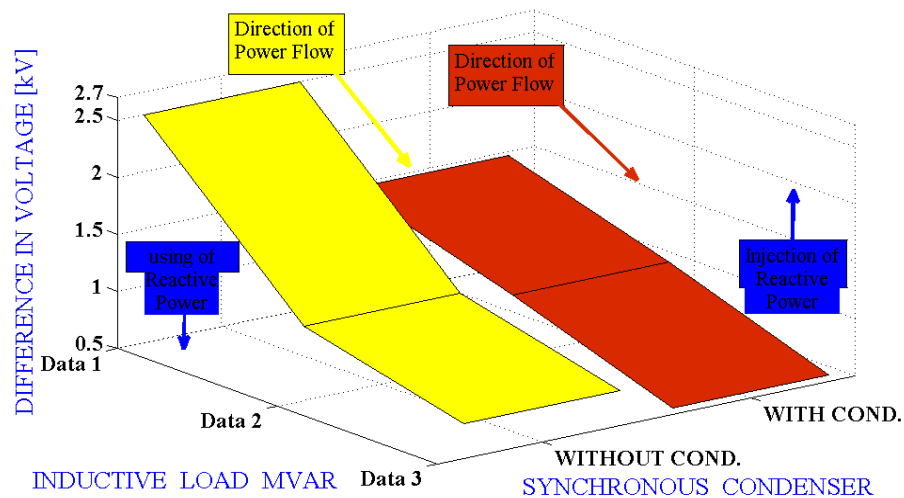 Direction of
Power Flow
Direction of
Power Flow
DIFFERENCE IN VOLTAGE [kV]
2.7
2.5
2
1.5
1
0.5
using of
Reactive
Power
Injection of
Reactive
Power
Data 1
Data 2
Data 3
WITH COND.
WITHOUT COND.
INDUCTIVE LOAD MVAR
SYNCHRONOUS CONDENSER